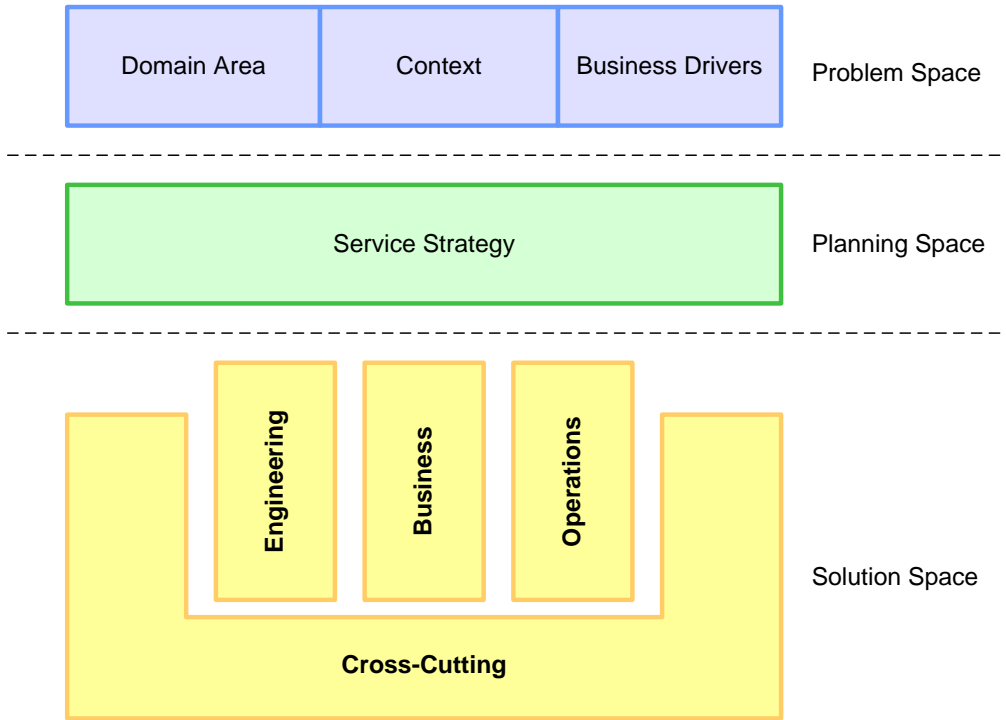 Domain Area
Context
Business Drivers
Problem Space
Service Strategy
Planning Space
Engineering
Business
Operations
Solution Space
Cross-Cutting